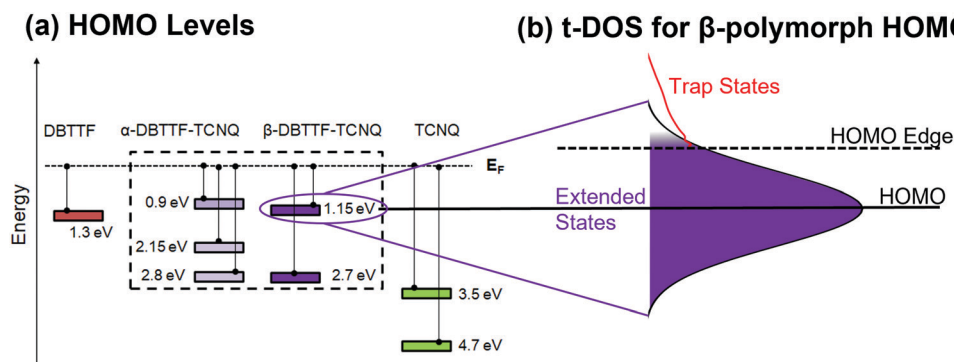 (a) HOMO Levels
(b) t-DOS for β-polymorph HOMO
Trap States
DBTTF
α-DBTTF-TCNQ
β-DBTTF-TCNQ
TCNQ
HOMO Edge
E_F
Energy
0.9 eV
1.15 eV
Extended
States
HOMO
1.3 eV
2.15 eV
2.8 eV
2.7 eV
3.5 eV
4.7 eV